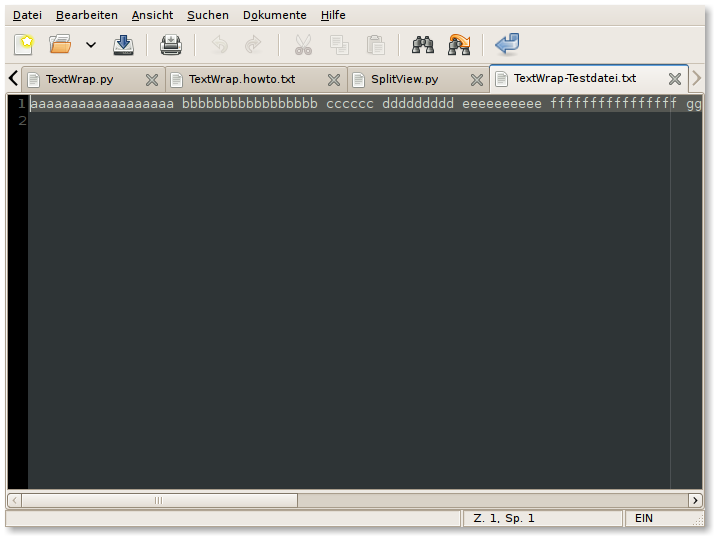 Datei Bearbeiten Ansicht Suchen Dokumente Hilfe
TextWrap.py TextWrap.howto.txt SplitView.py TextWrap-Testdatei.txt
1 aaaaaaaaaaaaaaaaaa bbbbbbbbbbbbbbbbb cccccc ddddddddd eeeeeeeeee ffffffffffffffff gg
2
Z. 1, Sp. 1 EIN